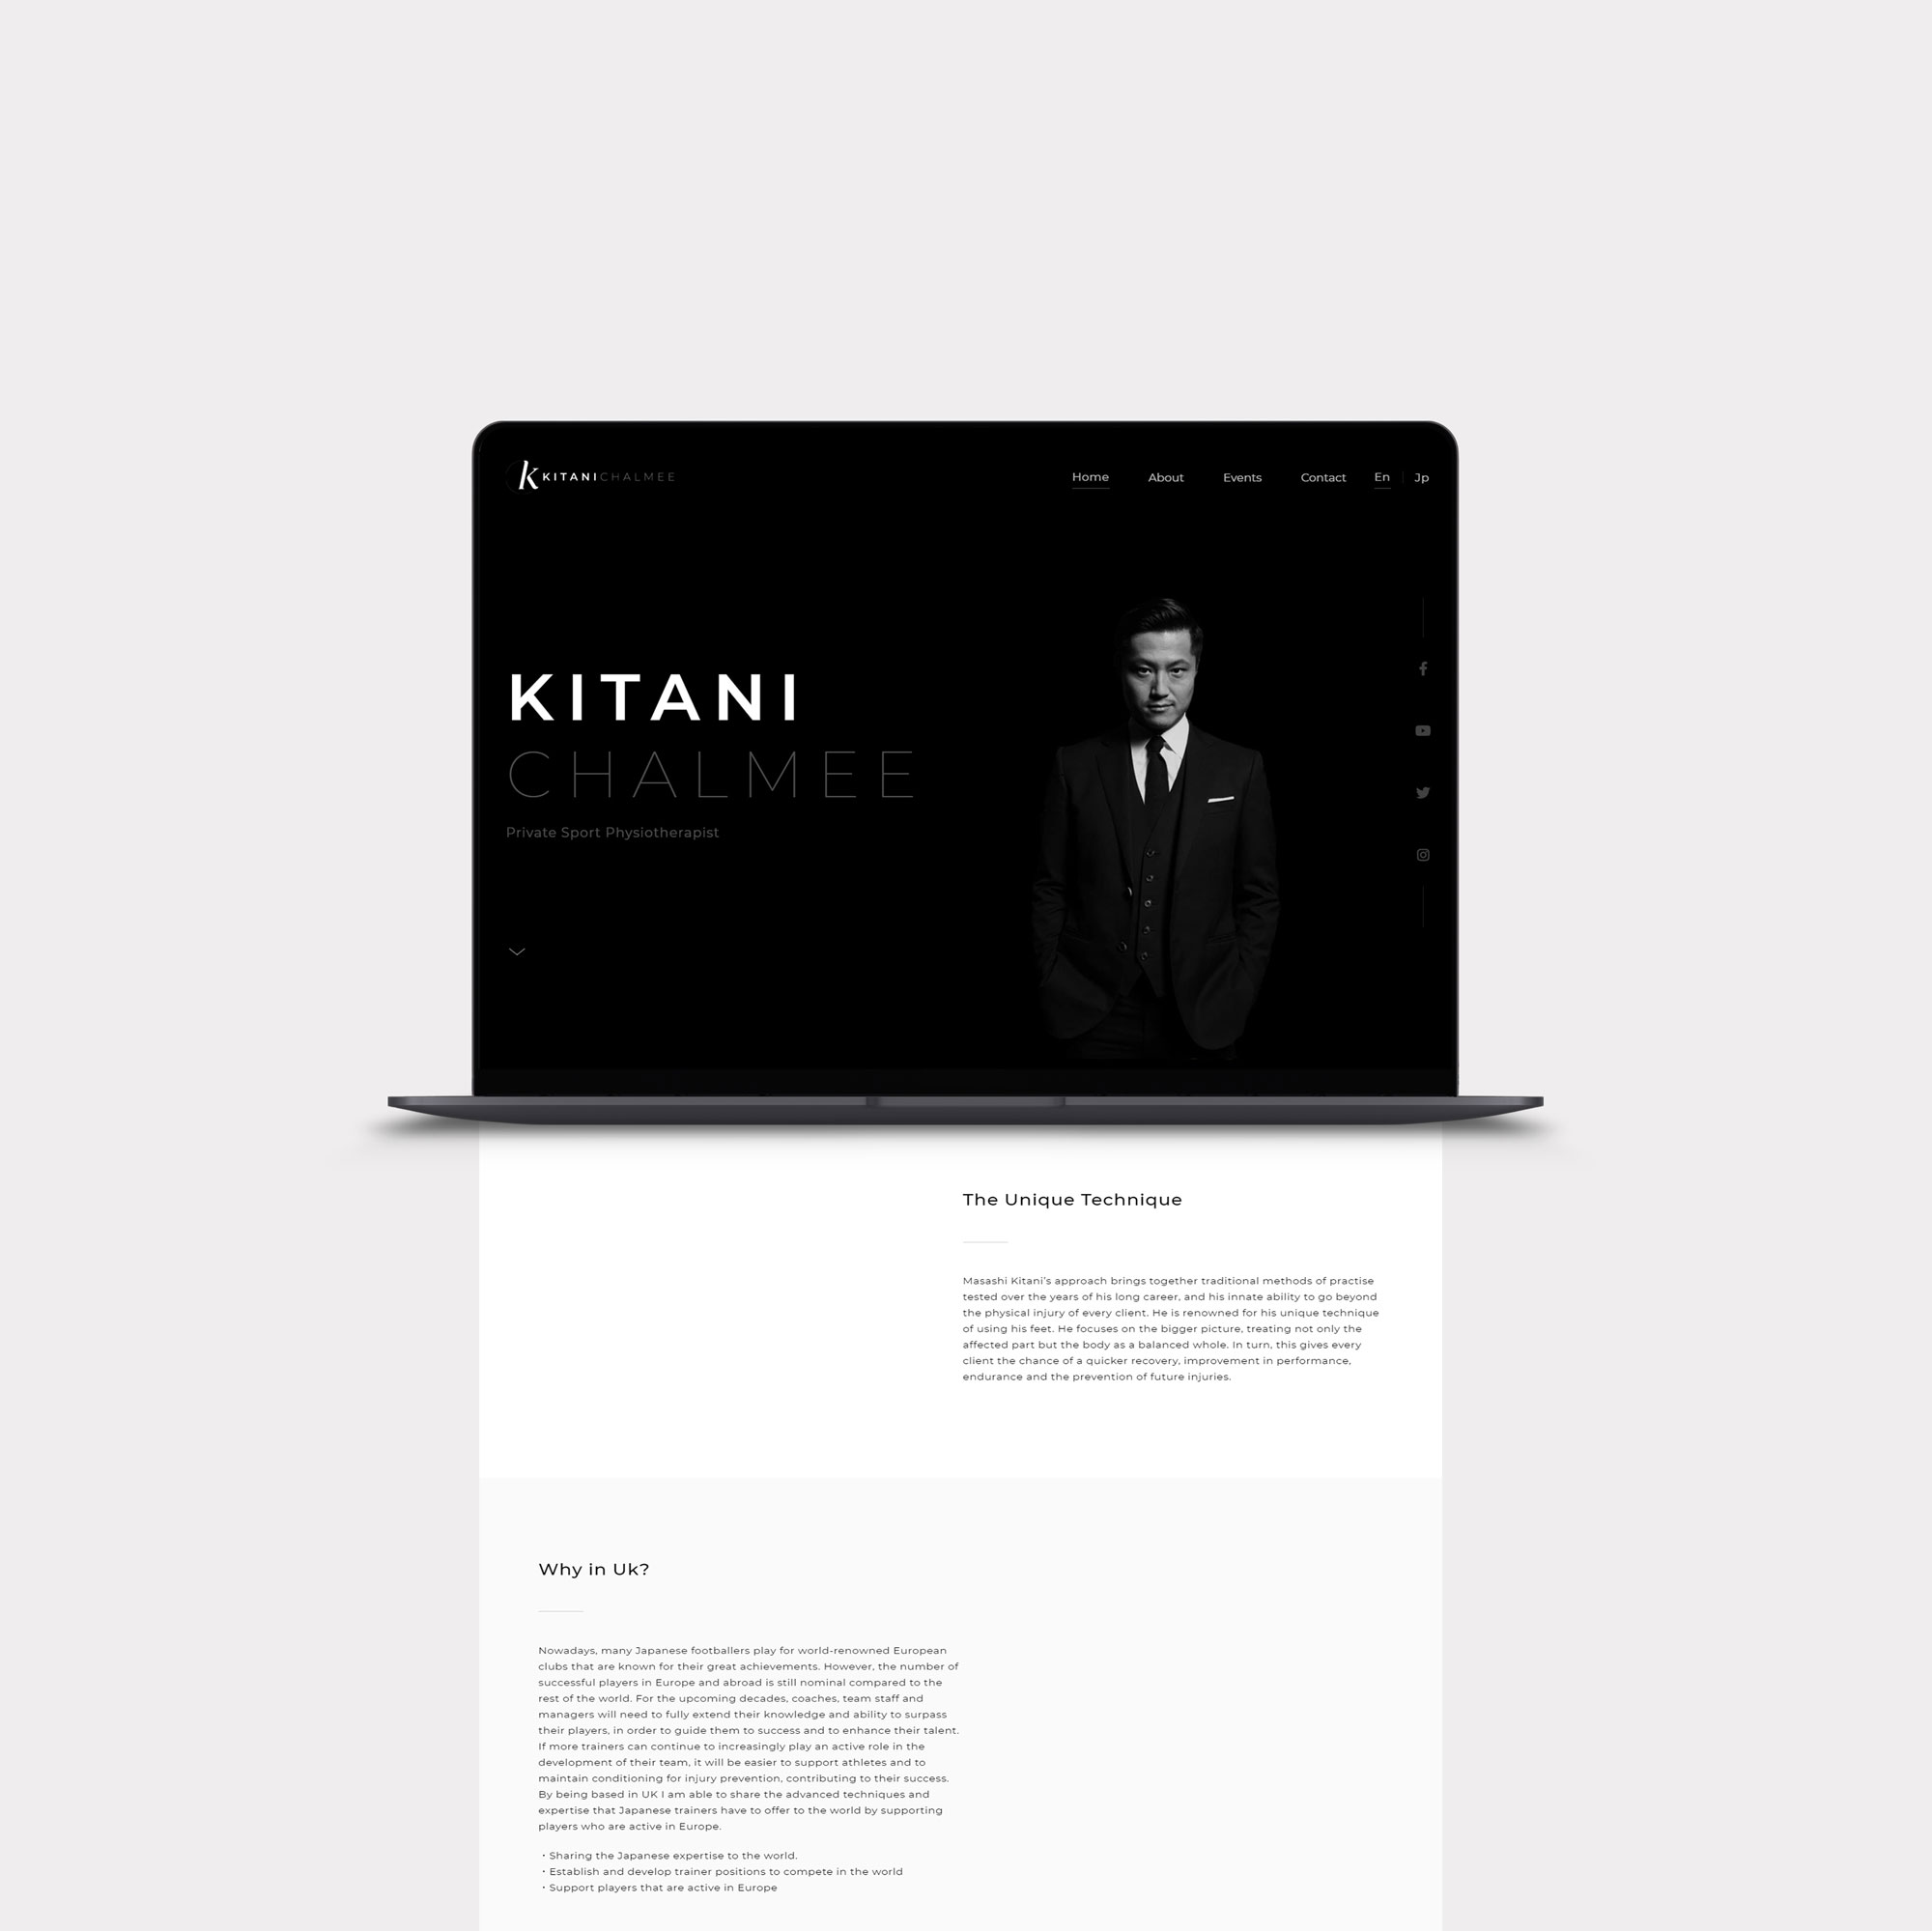 k KITANICHALMEE
Home About Events Contact En Jp
KITANI
CHALMEE
Private Sport Physiotherapist
The Unique Technique
Masashi Kitani's approach brings together traditional methods of practise
tested over the years of his long career, and his innate ability to go beyond
the physical injury of every client. He is renowned for his unique technique
of using his feet. He focuses on the bigger picture, treating not only the
affected part but the body as a balanced whole. In turn, this gives every
client the chance of a quicker recovery, improvement in performance,
endurance and the prevention of future injuries.
Why in Uk?
Nowadays, many Japanese footballers play for world-renowned European
clubs that are known for their great achievements. However, the number of
successful players in Europe and abroad is still nominal compared to the
rest of the world. For the upcoming decades, coaches, team staff and
managers will need to fully extend their knowledge and ability to surpass
their players, in order to guide them to success and to enhance their talent.
If more trainers can continue to increasingly play an active role in the
development of their team, it will be easier to support athletes and to
maintain conditioning for injury prevention, contributing to their success.
By being based in UK I am able to share the advanced techniques and
expertise that Japanese trainers have to offer to the world by supporting
players who are active in Europe.
・Sharing the Japanese expertise to the world.
・Establish and develop trainer positions to compete in the world
・Support players that are active in Europe